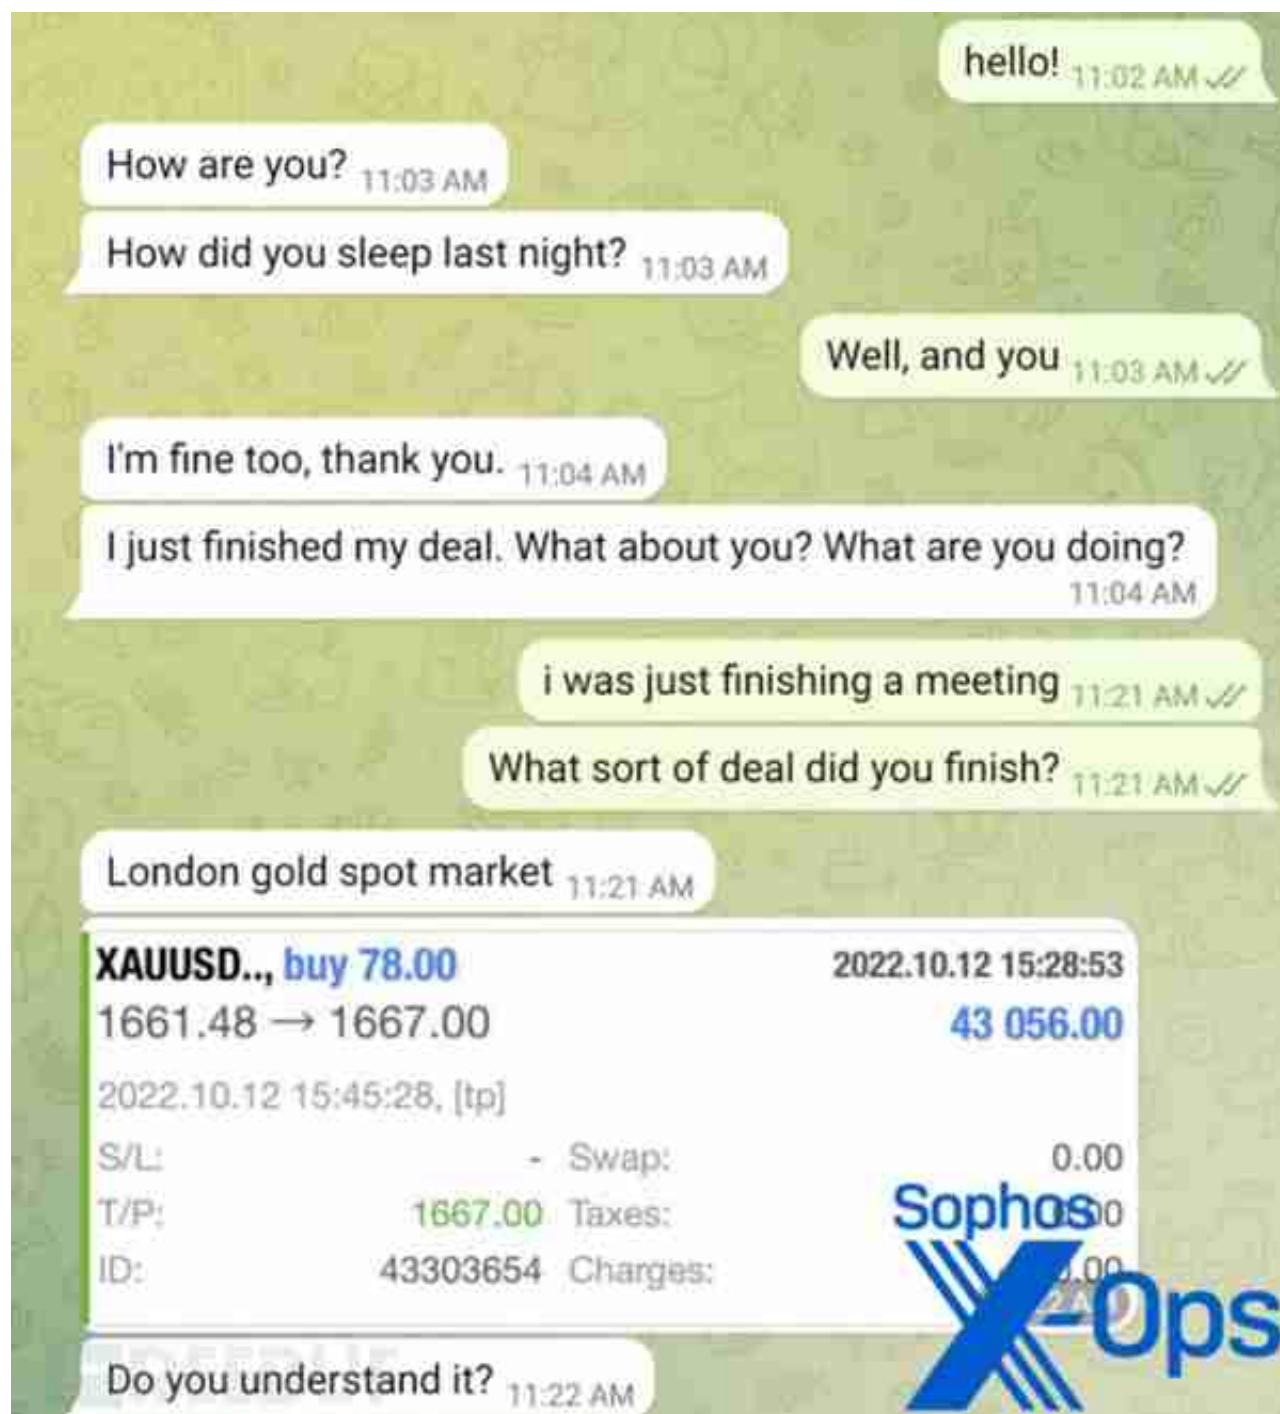 hello! 11:02 AM
How are you? 11:03 AM
How did you sleep last night? 11:03 AM
Well, and you 11:03 AM
I'm fine too, thank you. 11:04 AM
I just finished my deal. What about you? What are you doing?
11:04 AM
i was just finishing a meeting 11:21 AM
What sort of deal did you finish? 11:21 AM
London gold spot market 11:21 AM
XAUUSD.., buy 78.00 2022.10.12 15:28:53
1661.48 → 1667.00 43 056.00
2022.10.12 15:45:28, [tp]
S/L: - Swap: 0.00
T/P: 1667.00 Taxes:
ID: 43303654 Charges:
Sophos
X-Ops
Do you understand it? 11:22 AM